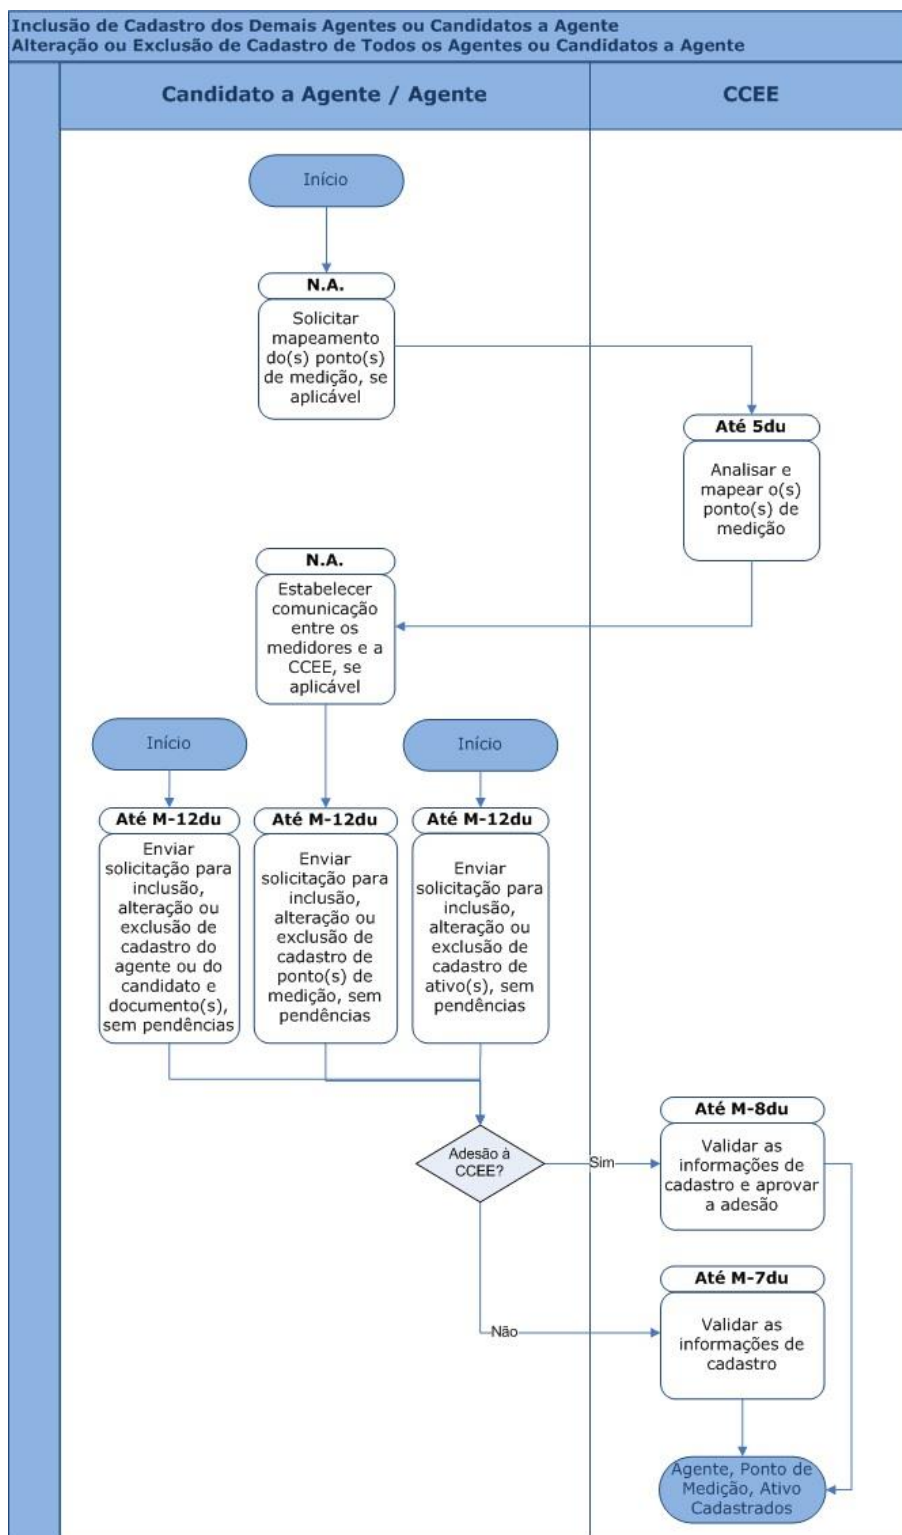 Inclusão de Cadastro dos Demais Agentes ou Candidatos a Agente
Alteração ou Exclusão de Cadastro de Todos os Agentes ou Candidatos a Agente
Candidato a Agente / Agente
CCEE
Início
N.A.
Solicitar
mapeamento
do(s) ponto(s)
de medição, se
aplicável
Até 5du
Analisar e
mapear o(s)
ponto(s) de
medição
N.A.
Estabelecer
comunicação
entre os
medidores e a
CCEE, se
aplicável
Início
Início
Até M-12du
Enviar
solicitação para
inclusão,
alteração ou
exclusão de
cadastro do
agente ou do
candidato e
documento(s),
sem pendências
Até M-12du
Enviar
solicitação para
inclusão,
alteração ou
exclusão de
cadastro de
ponto(s) de
medição, sem
pendências
Até M-12du
Enviar
solicitação para
inclusão,
alteração ou
exclusão de
cadastro de
ativo(s), sem
pendências
Adesão à
CCEE?
Sim
Até M-8du
Validar as
informações de
cadastro e aprovar
a adesão
Não
Até M-7du
Validar as
informações de
cadastro
Agente, Ponto de
Medição, Ativo
Cadastrados